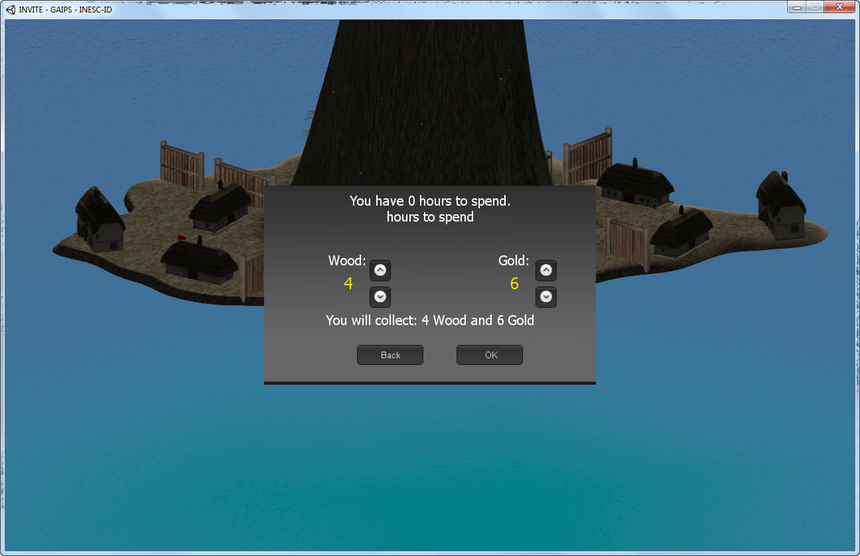 INVITE - GAIPS - INESC-ID
You have 0 hours to spend.
hours to spend
Wood:
Gold:
4
6
You will collect: 4 Wood and 6 Gold
Back
OK